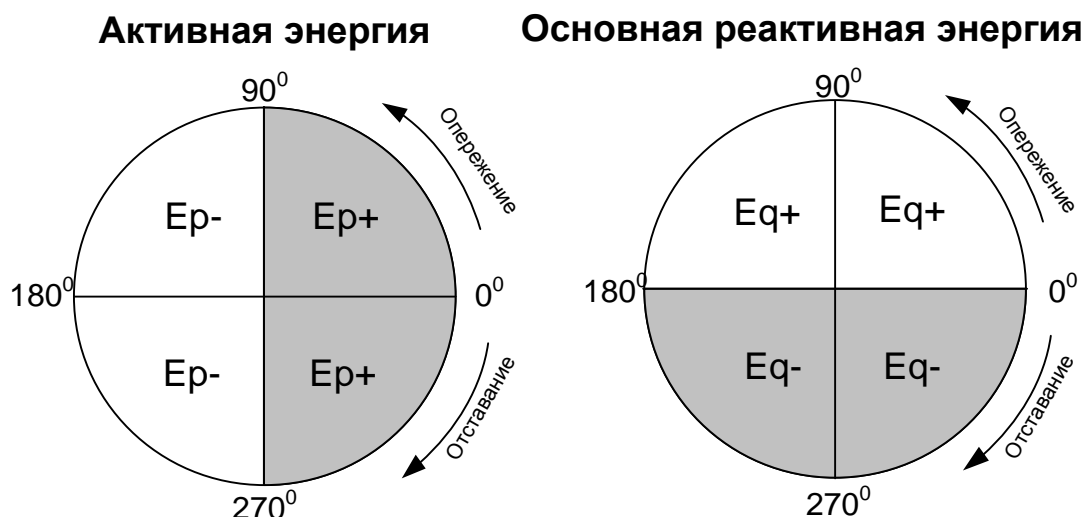 Активная энергия
90⁰
Опережение
Ep-
Ep+
180⁰
0⁰
Ep-
Ep+
Отставание
270⁰
Основная реактивная энергия
90⁰
Опережение
Eq+
Eq+
180⁰
0⁰
Eq-
Eq-
Отставание
270⁰